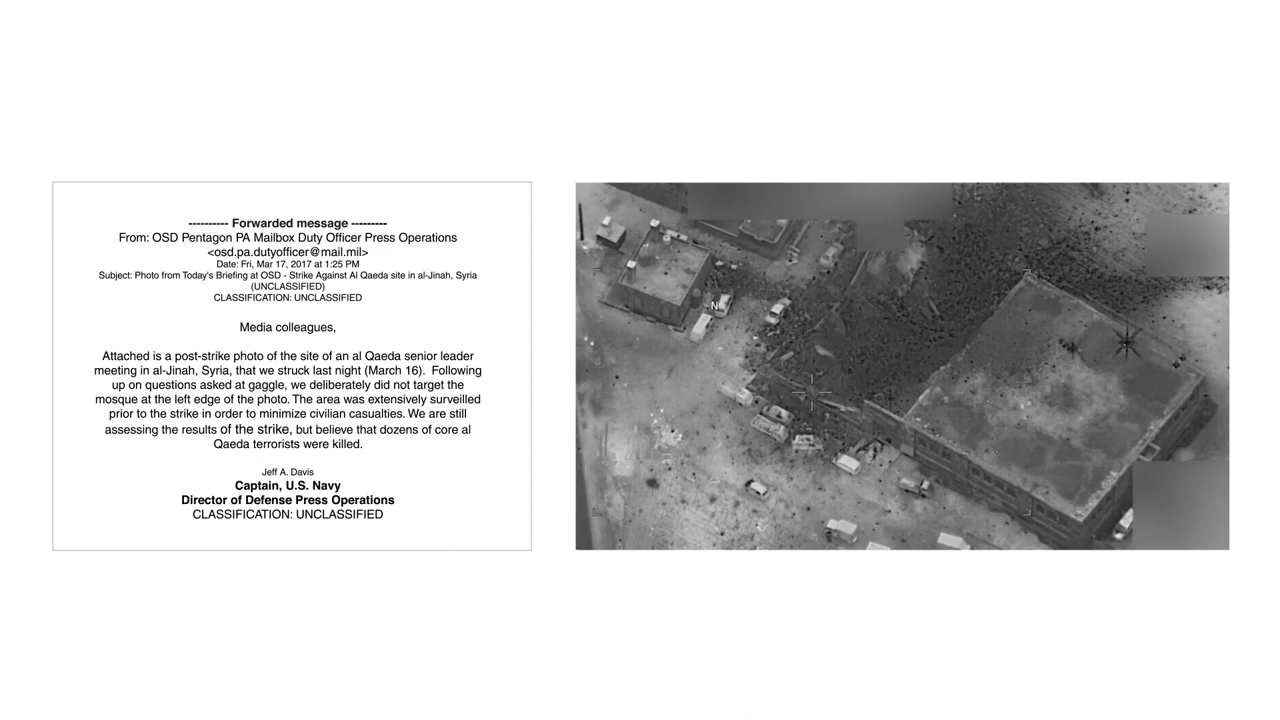 ---------- Forwarded message ---------
From: OSD Pentagon PA Mailbox Duty Officer Press Operations
<osd.pa.dutyofficer@mail.mil>
Date: Fri, Mar 17, 2017 at 1:25 PM
Subject: Photo from Today's Briefing at OSD - Strike Against Al Qaeda site in al-Jinah, Syria
(UNCLASSIFIED)
CLASSIFICATION: UNCLASSIFIED
Media colleagues,
Attached is a post-strike photo of the site of an al Qaeda senior leader
meeting in al-Jinah, Syria, that we struck last night (March 16).  Following
up on questions asked at gaggle, we deliberately did not target the
mosque at the left edge of the photo. The area was extensively surveilled
prior to the strike in order to minimize civilian casualties. We are still
assessing the results of the strike, but believe that dozens of core al
Qaeda terrorists were killed.
Jeff A. Davis
Captain, U.S. Navy
Director of Defense Press Operations
CLASSIFICATION: UNCLASSIFIED
N